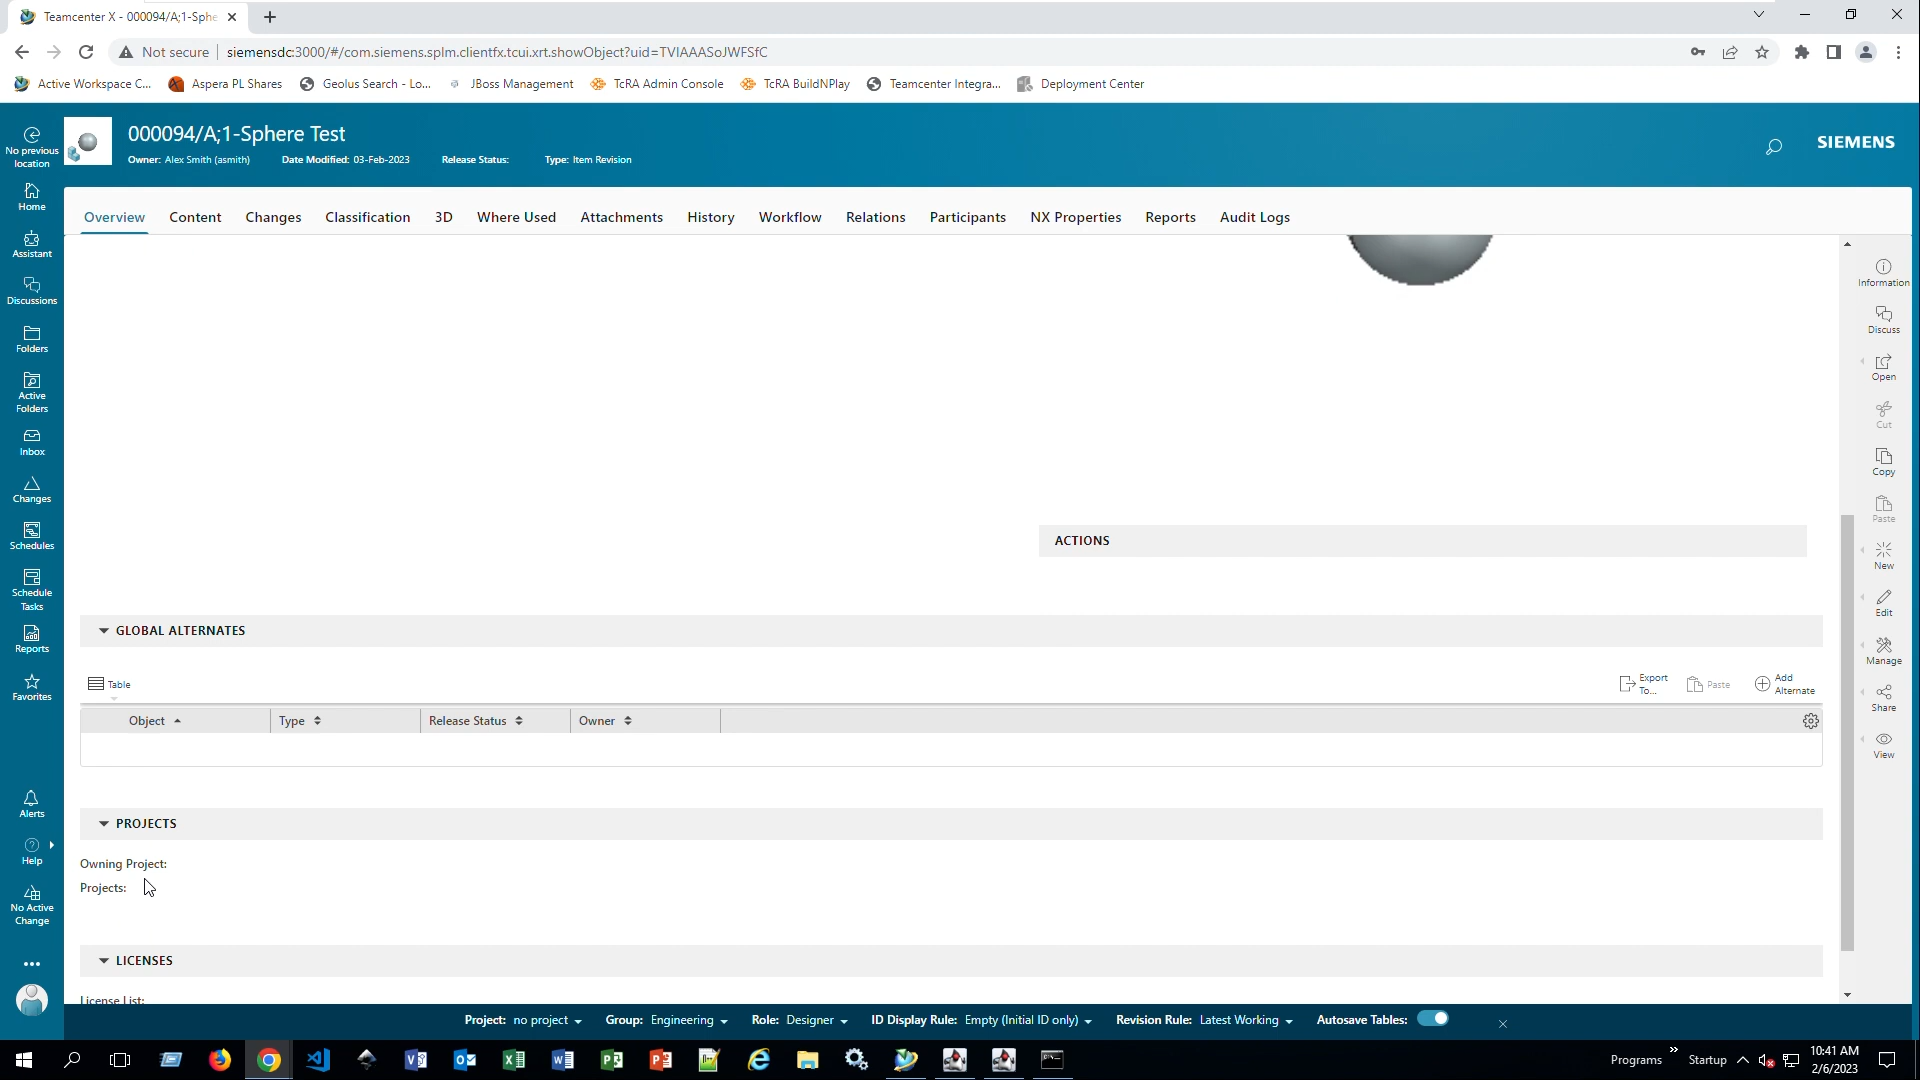 Teamcenter X - 000094/A;1-Sphe
Not secure siemensdc:3000/#/com.siemens.splm.clientfx.tcui.xrt.showObject?uid=TVIAAASoJWFSfC
Active Workspace C... Aspera PL Shares Geolus Search - Lo... JBoss Management TcRA Admin Console TcRA BuildNPlay Teamcenter Integra... Deployment Center
No previous location
000094/A;1-Sphere Test
Owner: Alex Smith (asmith) Date Modified: 03-Feb-2023 Release Status: Type: Item Revision
SIEMENS
Home
Assistant
Discussions
Folders
Active Folders
Inbox
Changes
Schedules
Schedule Tasks
Reports
Favorites
Alerts
Help
No Active Change
Overview Content Changes Classification 3D Where Used Attachments History Workflow Relations Participants NX Properties Reports Audit Logs
ACTIONS
GLOBAL ALTERNATES
Table Export To... Paste Add Alternate
Object Type Release Status Owner
PROJECTS
Owning Project:
Projects:
LICENSES
License List:
Information
Discuss
Open
Cut
Copy
Paste
New
Edit
Manage
Share
View
Project: no project Group: Engineering Role: Designer ID Display Rule: Empty (Initial ID only) Revision Rule: Latest Working Autosave Tables:
Programs » Startup 10:41 AM
2/6/2023